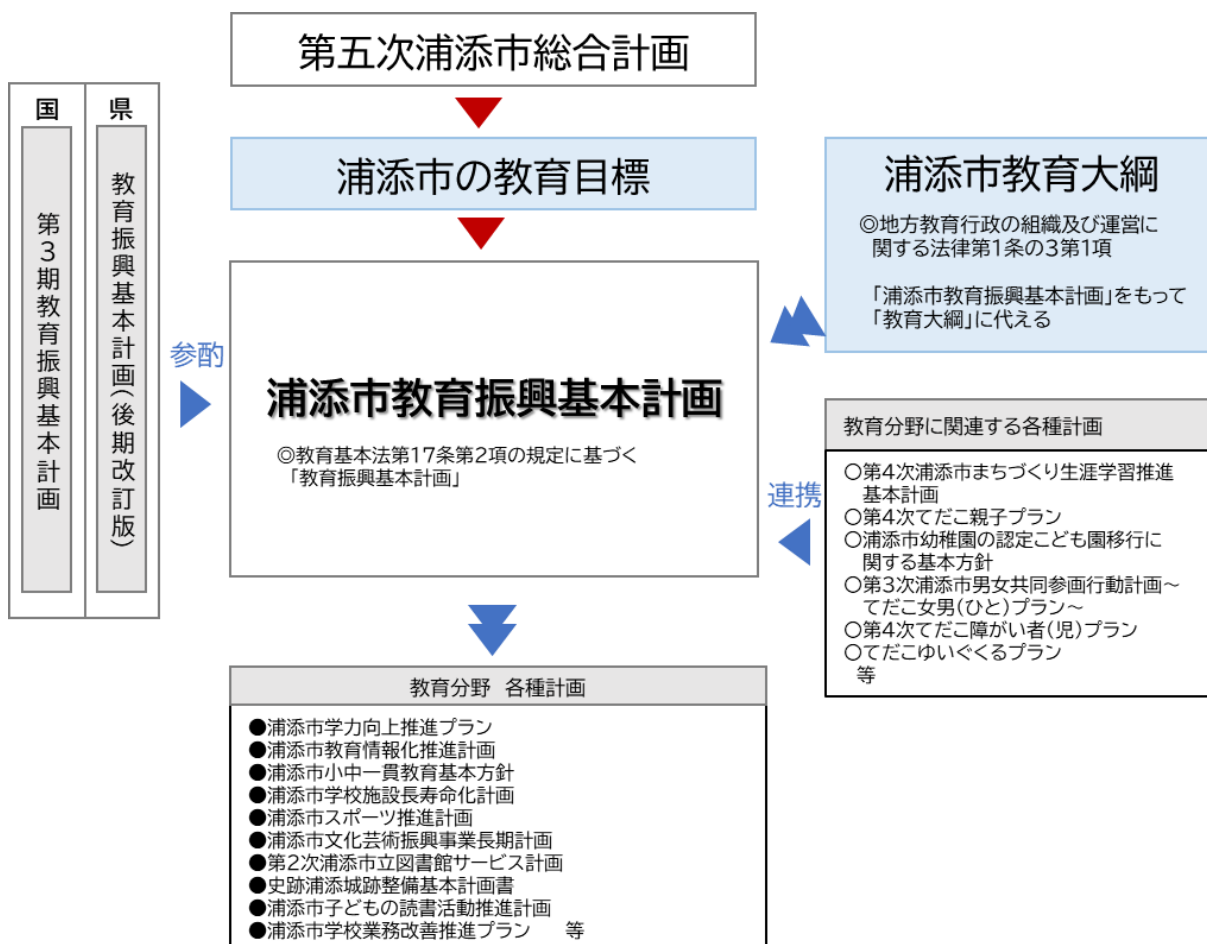 第五次浦添市総合計画
国
第3期教育振興基本計画
県
教育振興基本計画(後期改訂版)
浦添市の教育目標
浦添市教育大綱
◎地方教育行政の組織及び運営に
関する法律第1条の3第1項
「浦添市教育振興基本計画」をもって
「教育大綱」に代える
参酌
浦添市教育振興基本計画
◎教育基本法第17条第2項の規定に基づく
「教育振興基本計画」
連携
教育分野に関連する各種計画
○第4次浦添市まちづくり生涯学習推進
基本計画
○第4次てだこ親子プラン
○浦添市幼稚園の認定こども園移行に
関する基本方針
○第3次浦添市男女共同参画行動計画~
てだこ女男(ひと)プラン~
○第4次てだこ障がい者(児)プラン
○てだこゆいぐくるプラン
等
教育分野 各種計画
●浦添市学力向上推進プラン
●浦添市教育情報化推進計画
●浦添市小中一貫教育基本方針
●浦添市学校施設長寿命化計画
●浦添市スポーツ推進計画
●浦添市文化芸術振興事業長期計画
●第2次浦添市立図書館サービス計画
●史跡浦添城跡整備基本計画書
●浦添市子どもの読書活動推進計画
●浦添市学校業務改善推進プラン 等